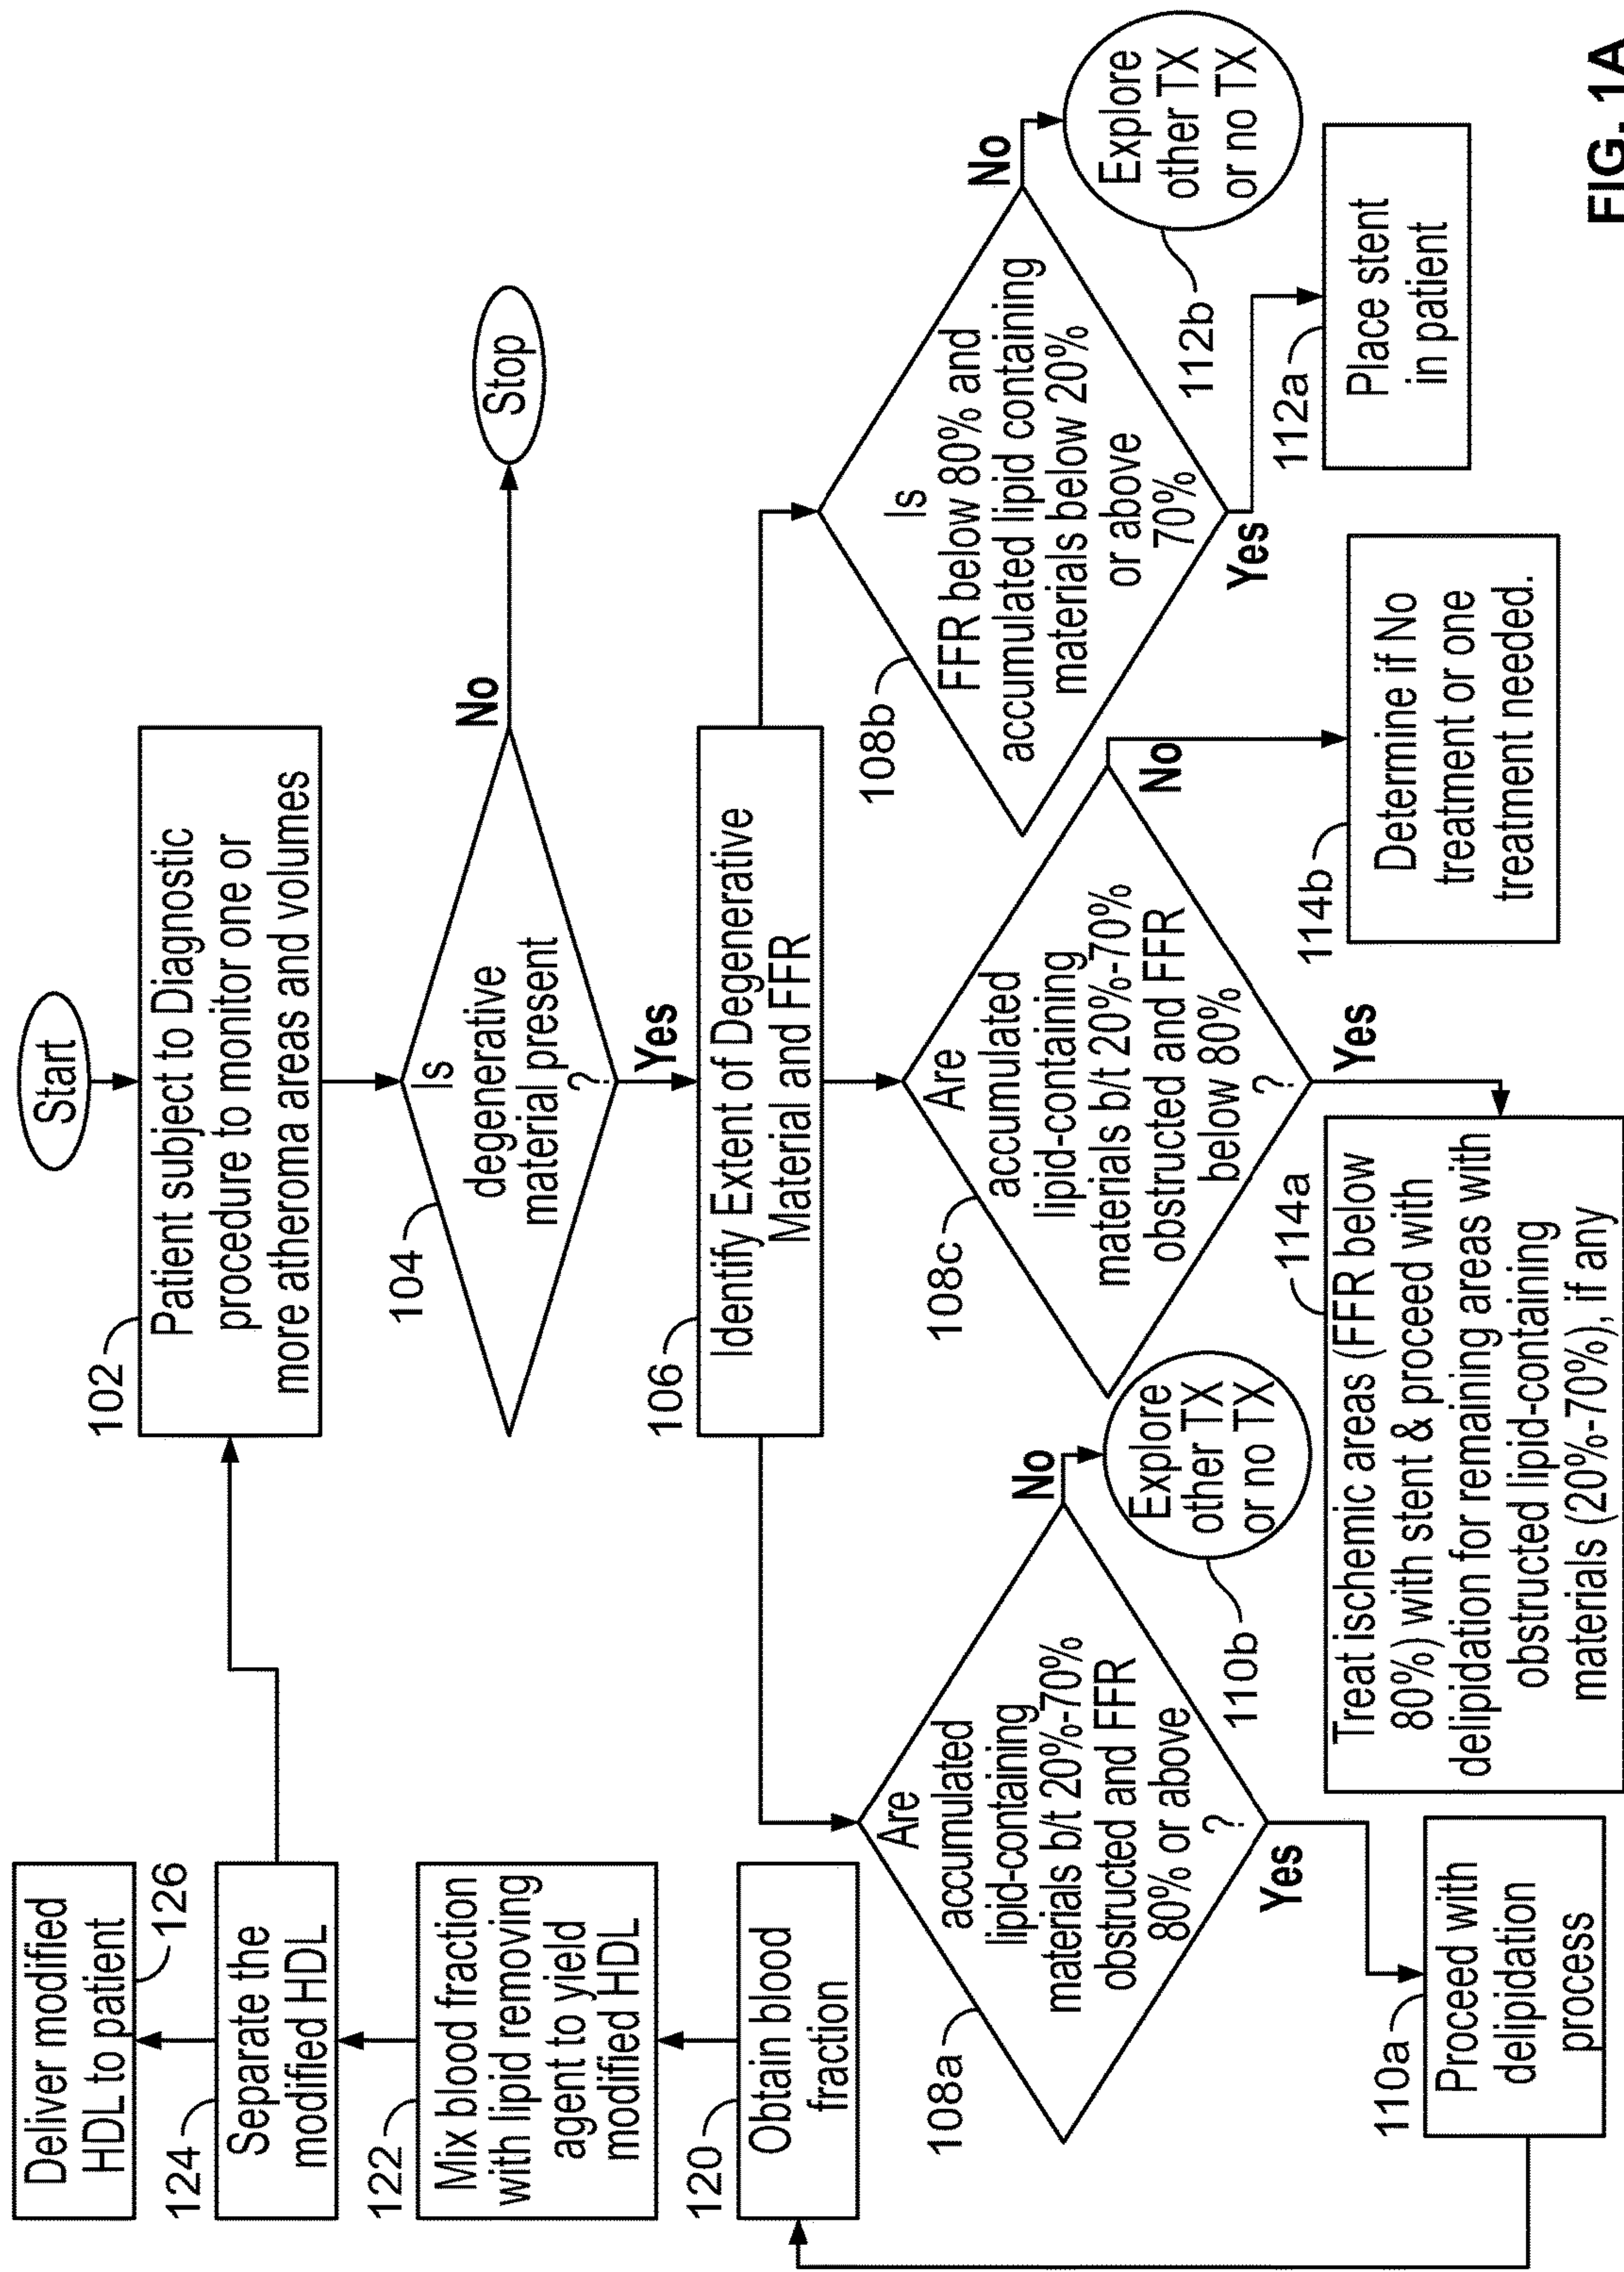 Start
102
Patient subject to Diagnostic
procedure to monitor one or
more atheroma areas and volumes
104
Is
degenerative
material present
?
No
Stop
Yes
106
Identify Extent of Degenerative
Material and FFR
108a
Are
accumulated
lipid-containing
materials b/t 20%-70%
obstructed and FFR
80% or above
?
No
Explore
other TX
or no TX
110b
Yes
110a
Proceed with
delipidation
process
108c
Are
accumulated
lipid-containing
materials b/t 20%-70%
obstructed and FFR
below 80%
?
No
114b
Determine if No
treatment or one
treatment needed.
Yes
114a
Treat ischemic areas (FFR below
80%) with stent & proceed with
delipidation for remaining areas with
obstructed lipid-containing
materials (20%-70%), if any
108b
Is
FFR below 80% and
accumulated lipid containing
materials below 20%
or above
70%
No
Explore
other TX
or no TX
112b
Yes
112a
Place stent
in patient
120
Obtain blood
fraction
122
Mix blood fraction
with lipid removing
agent to yield
modified HDL
124
Separate the
modified HDL
Deliver modified
HDL to patient
126
FIG. 1A